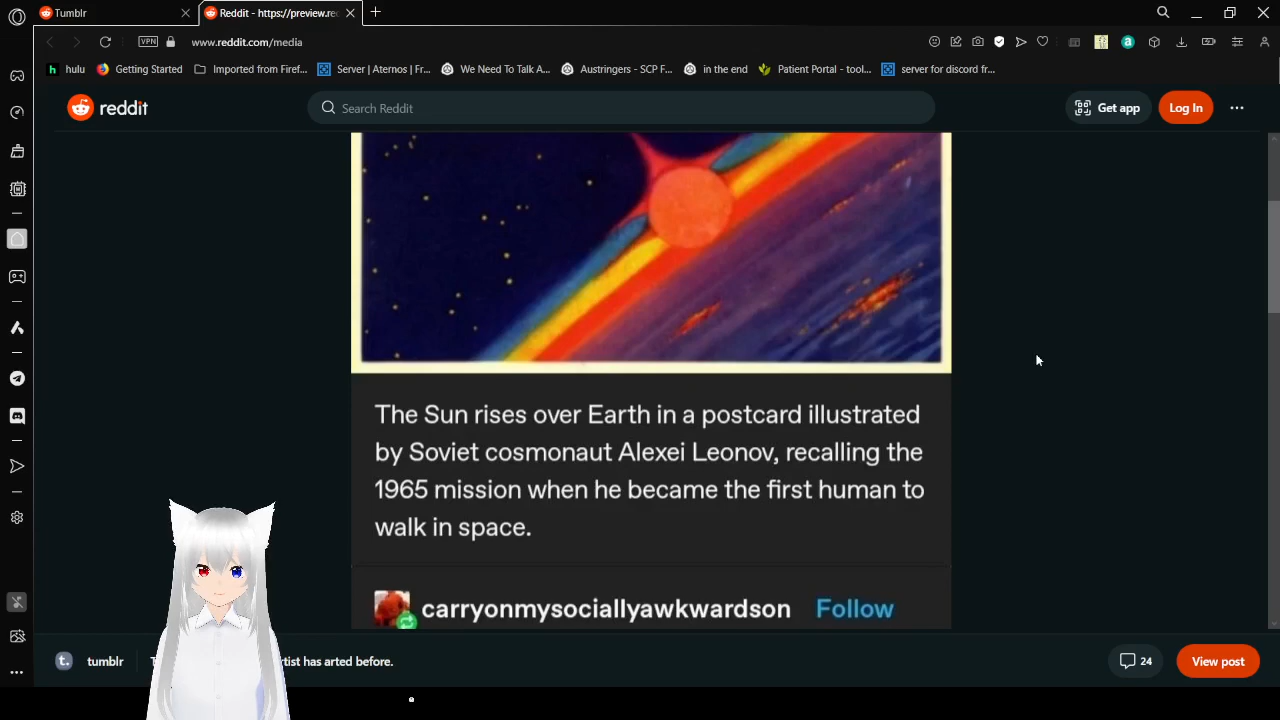 Tumblr
Reddit - https://preview.rec
VPN
www.reddit.com/media
hulu
Getting Started
Imported from Firef...
Server | Aternos | Fr...
We Need To Talk A...
Austringers - SCP F...
in the end
Patient Portal - tool...
server for discord fr...
reddit
Search Reddit
Get app
Log In
The Sun rises over Earth in a postcard illustrated
by Soviet cosmonaut Alexei Leonov, recalling the
1965 mission when he became the first human to
walk in space.
carryonmysociallyawkwardson
Follow
t.
tumblr
T
rtist has arted before.
24
View post